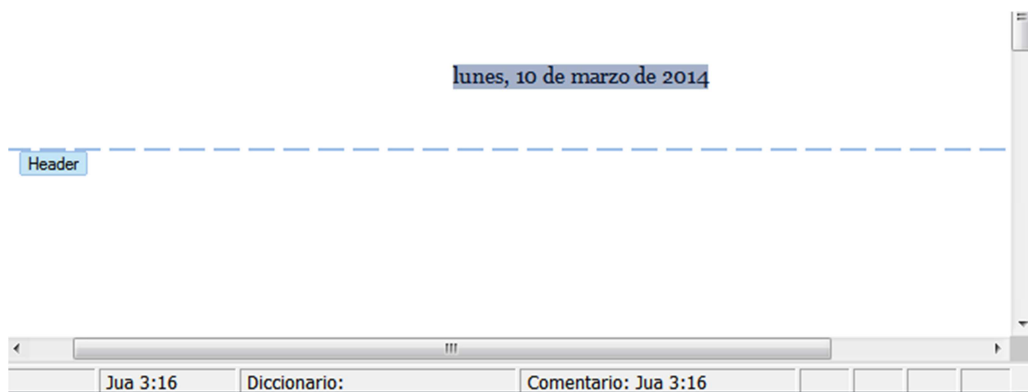 lunes, 10 de marzo de 2014
Header
Jua 3:16 Diccionario: Comentario: Jua 3:16